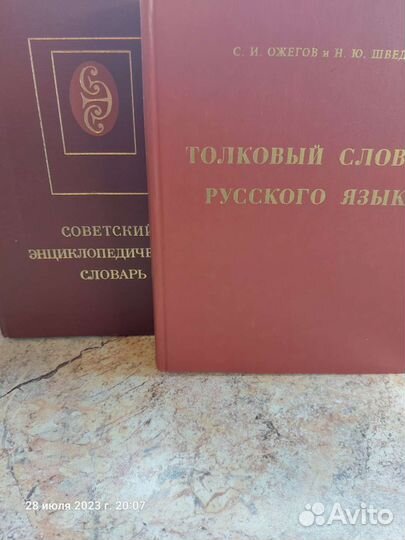 СОВЕТСКИЙ
ЭНЦИКЛОПЕДИЧЕ
СЛОВАРЬ
С. И. ОЖЕГОВ и Н. Ю. ШВЕД
ТОЛКОВЫЙ СЛОВ
РУССКОГО ЯЗЫК
28 июля 2023 г. 20:07
Avito